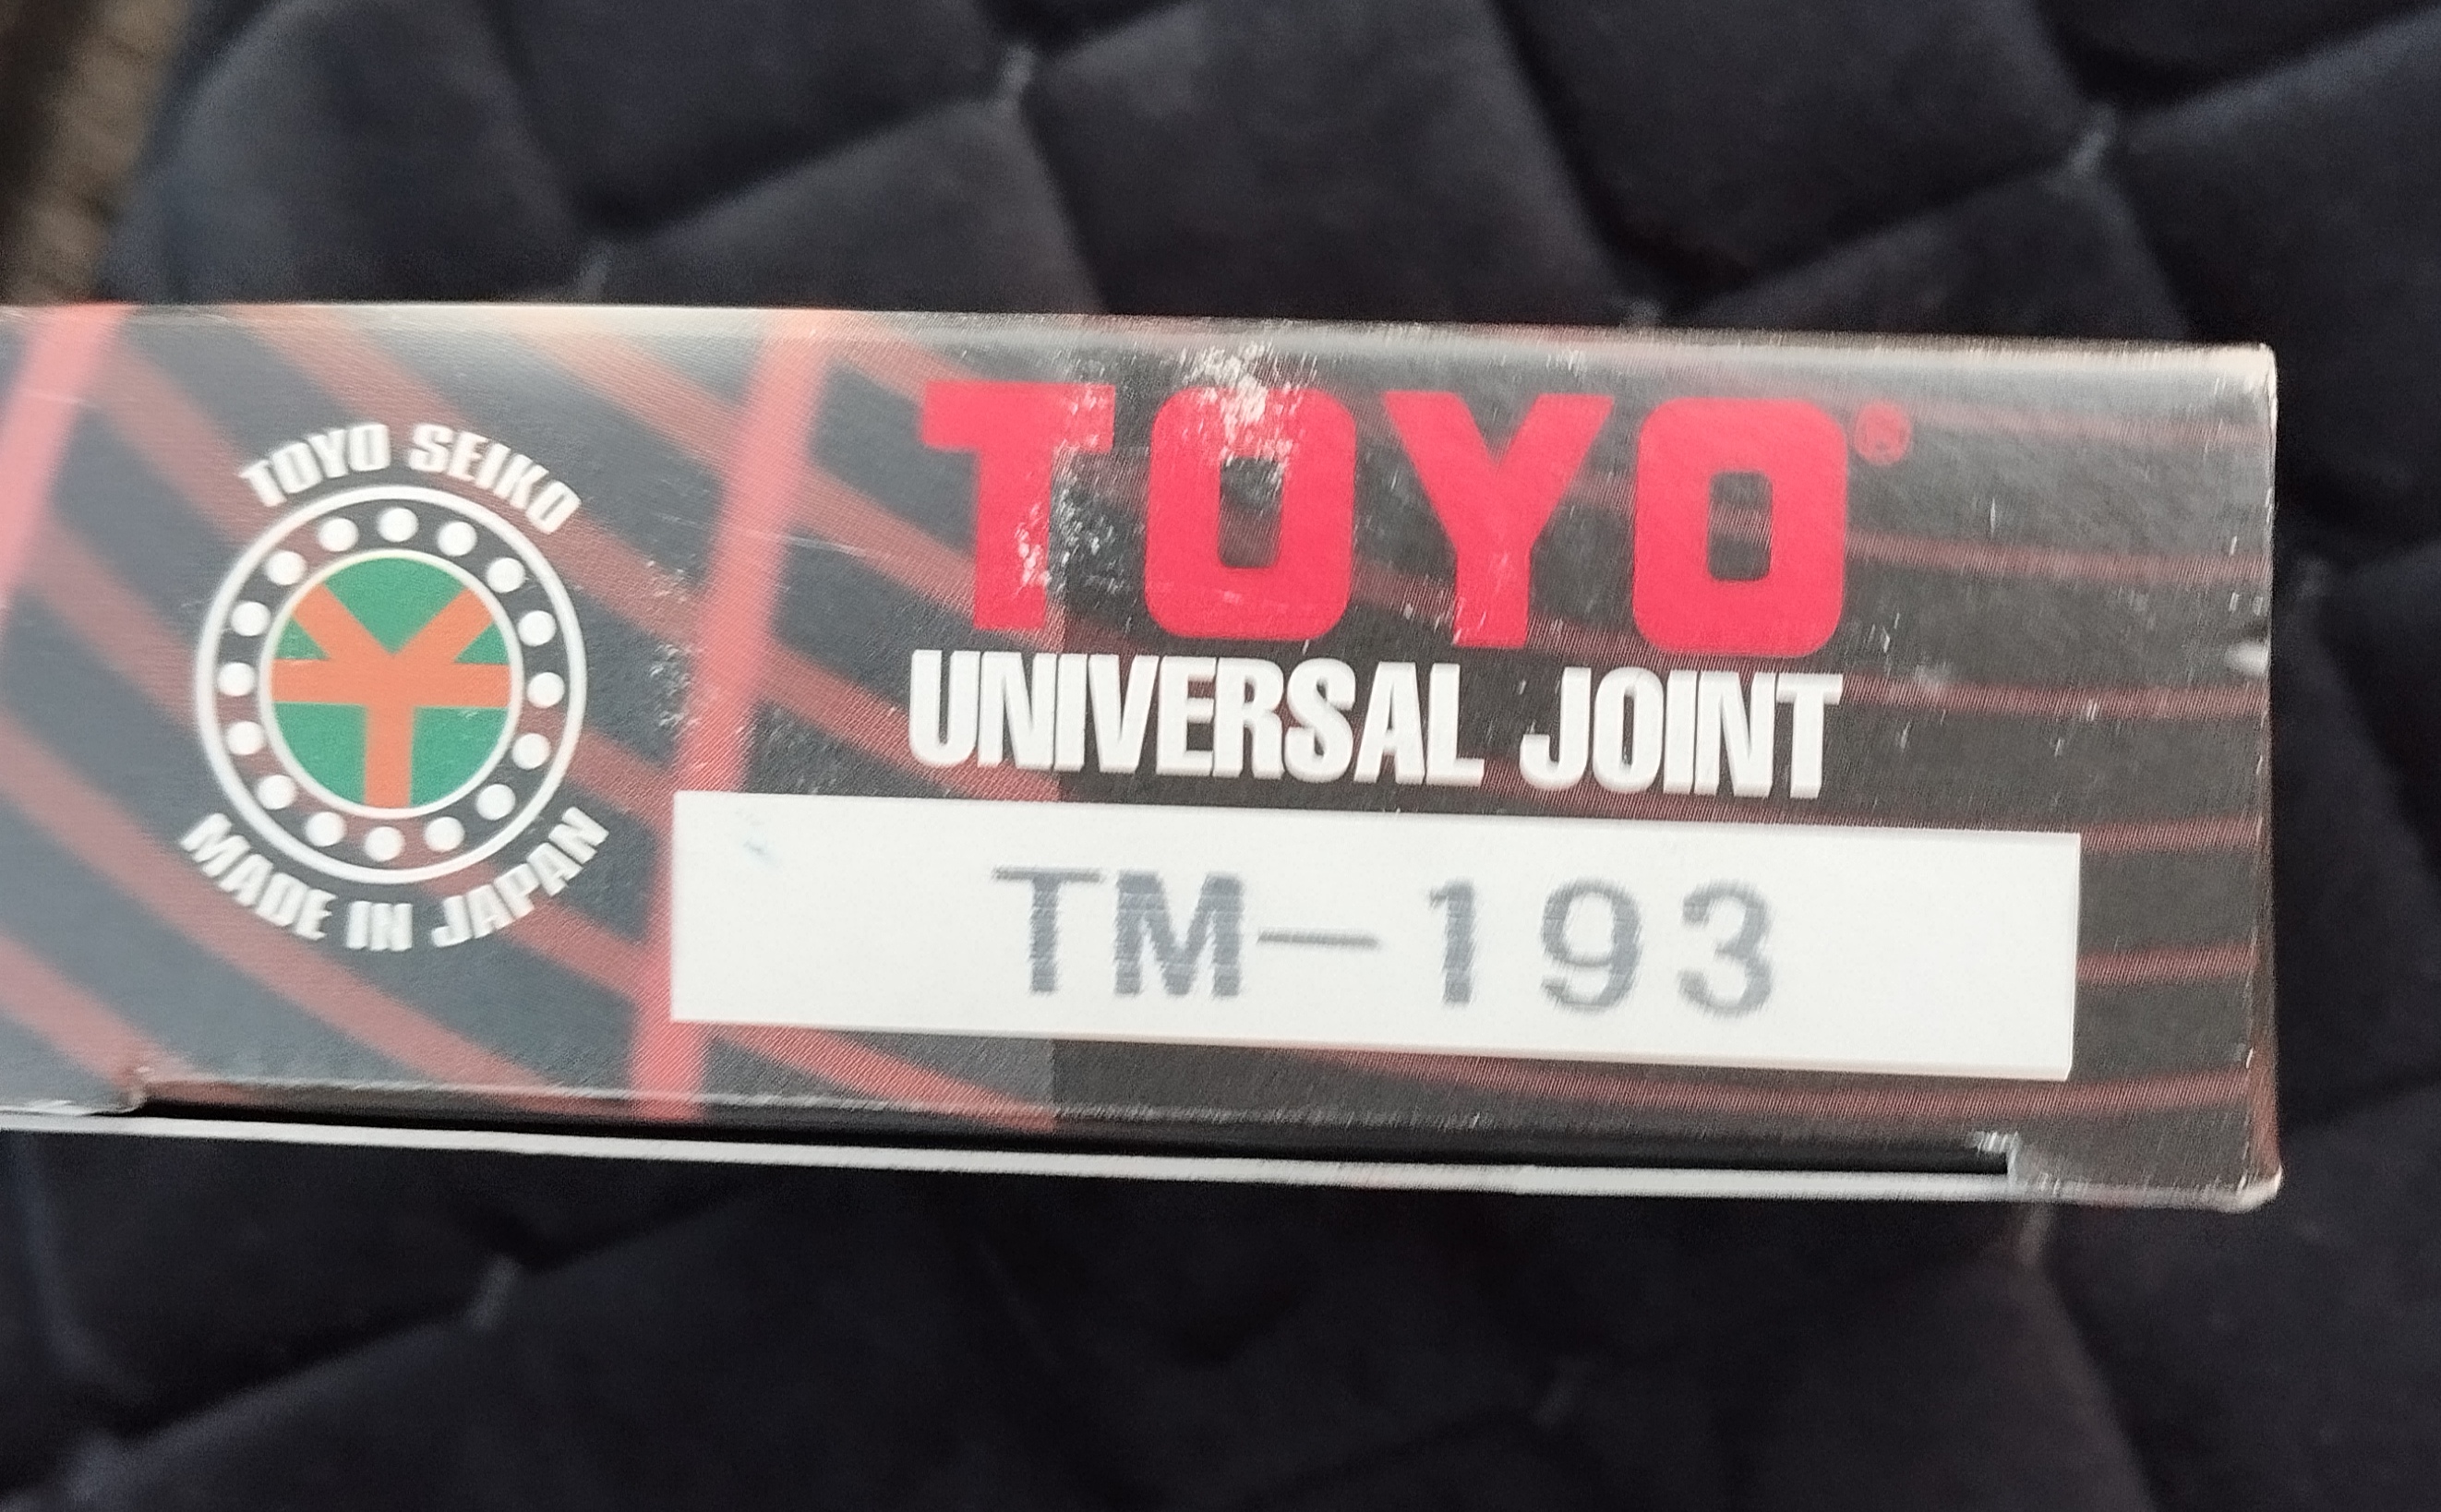 TOYO SEIKO
MADE IN JAPAN
TOYO®
UNIVERSAL JOINT
TM-193